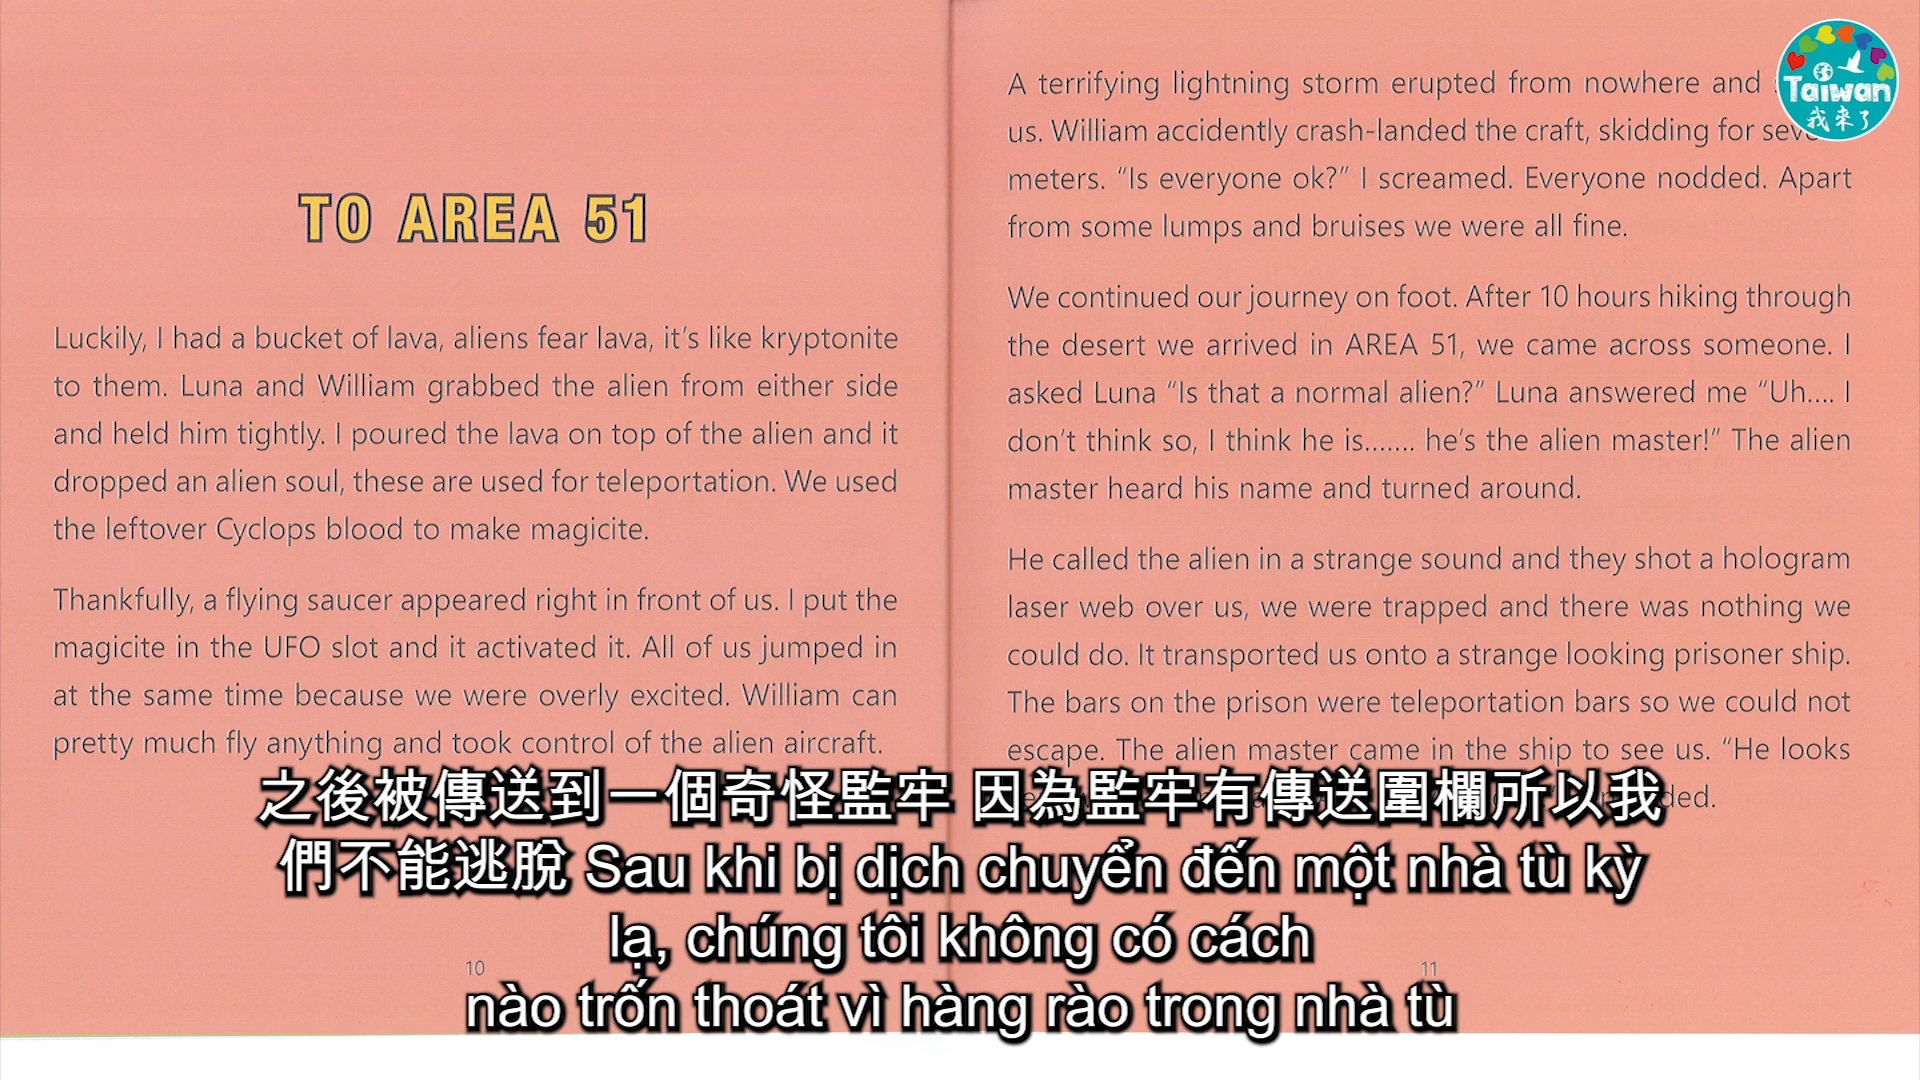 TO AREA 51
Luckily, I had a bucket of lava, aliens fear lava, it's like kryptonite
to them. Luna and William grabbed the alien from either side
and held him tightly. I poured the lava on top of the alien and it
dropped an alien soul, these are used for teleportation. We used
the leftover Cyclops blood to make magicite.
Thankfully, a flying saucer appeared right in front of us. I put the
magicite in the UFO slot and it activated it. All of us jumped in
at the same time because we were overly excited. William can
pretty much fly anything and took control of the alien aircraft.
10
A terrifying lightning storm erupted from nowhere and
us. William accidently crash-landed the craft, skidding for
meters. “Is everyone ok?” I screamed. Everyone nodded. Apart
from some lumps and bruises we were all fine.
We continued our journey on foot. After 10 hours hiking through
the desert we arrived in AREA 51, we came across someone. I
asked Luna “Is that a normal alien?” Luna answered me “Uh.... I
don't think so, I think he is....... he's the alien master!” The alien
master heard his name and turned around.
He called the alien in a strange sound and they shot a hologram
laser web over us, we were trapped and there was nothing we
could do. It transported us onto a strange looking prisoner ship.
The bars on the prison were teleportation bars so we could not
escape. The alien master came in the ship to see us. “He looks
11
Taiwan
我來了
之後被傳送到一個奇怪監牢 因為監牢有傳送圍欄所以我
們不能逃脫 Sau khi bị dịch chuyển đến một nhà tù kỳ
lạ, chúng tôi không có cách
nào trốn thoát vì hàng rào trong nhà tù